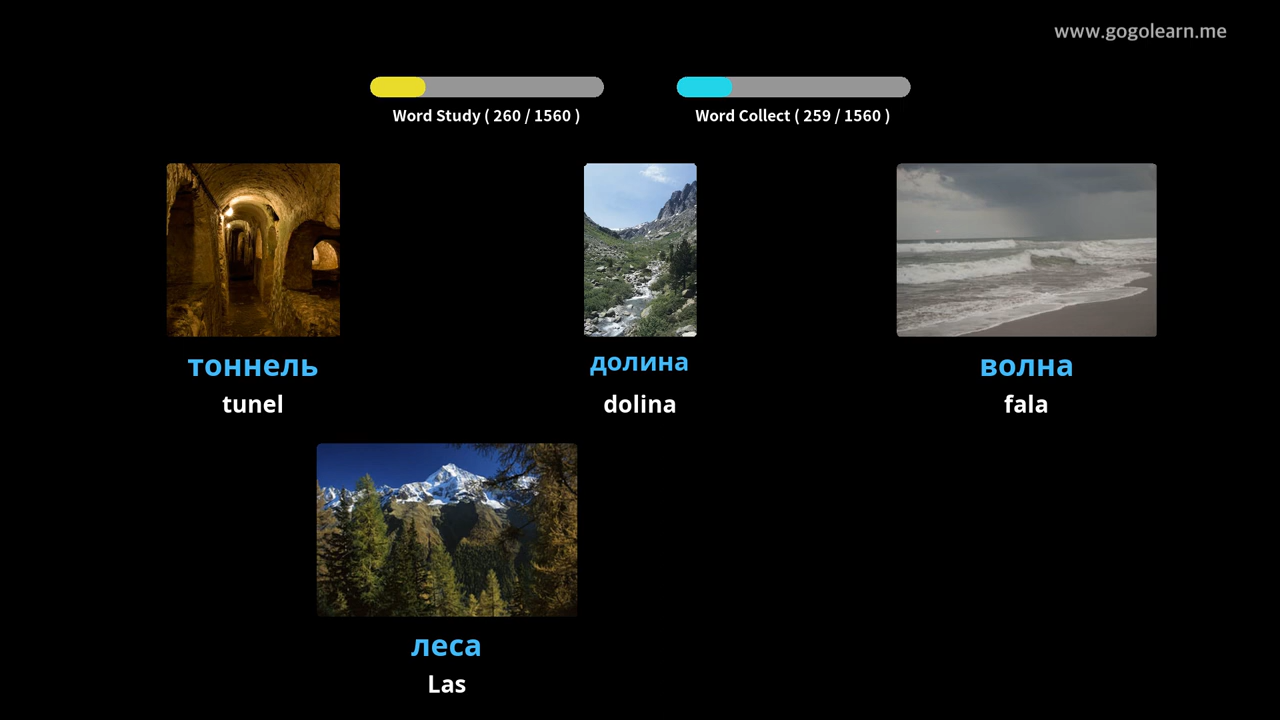 www.gogolearn.me
Word Study ( 260 / 1560 )
Word Collect ( 259 / 1560 )
тоннель
tunel
долина
dolina
волна
fala
леса
Las